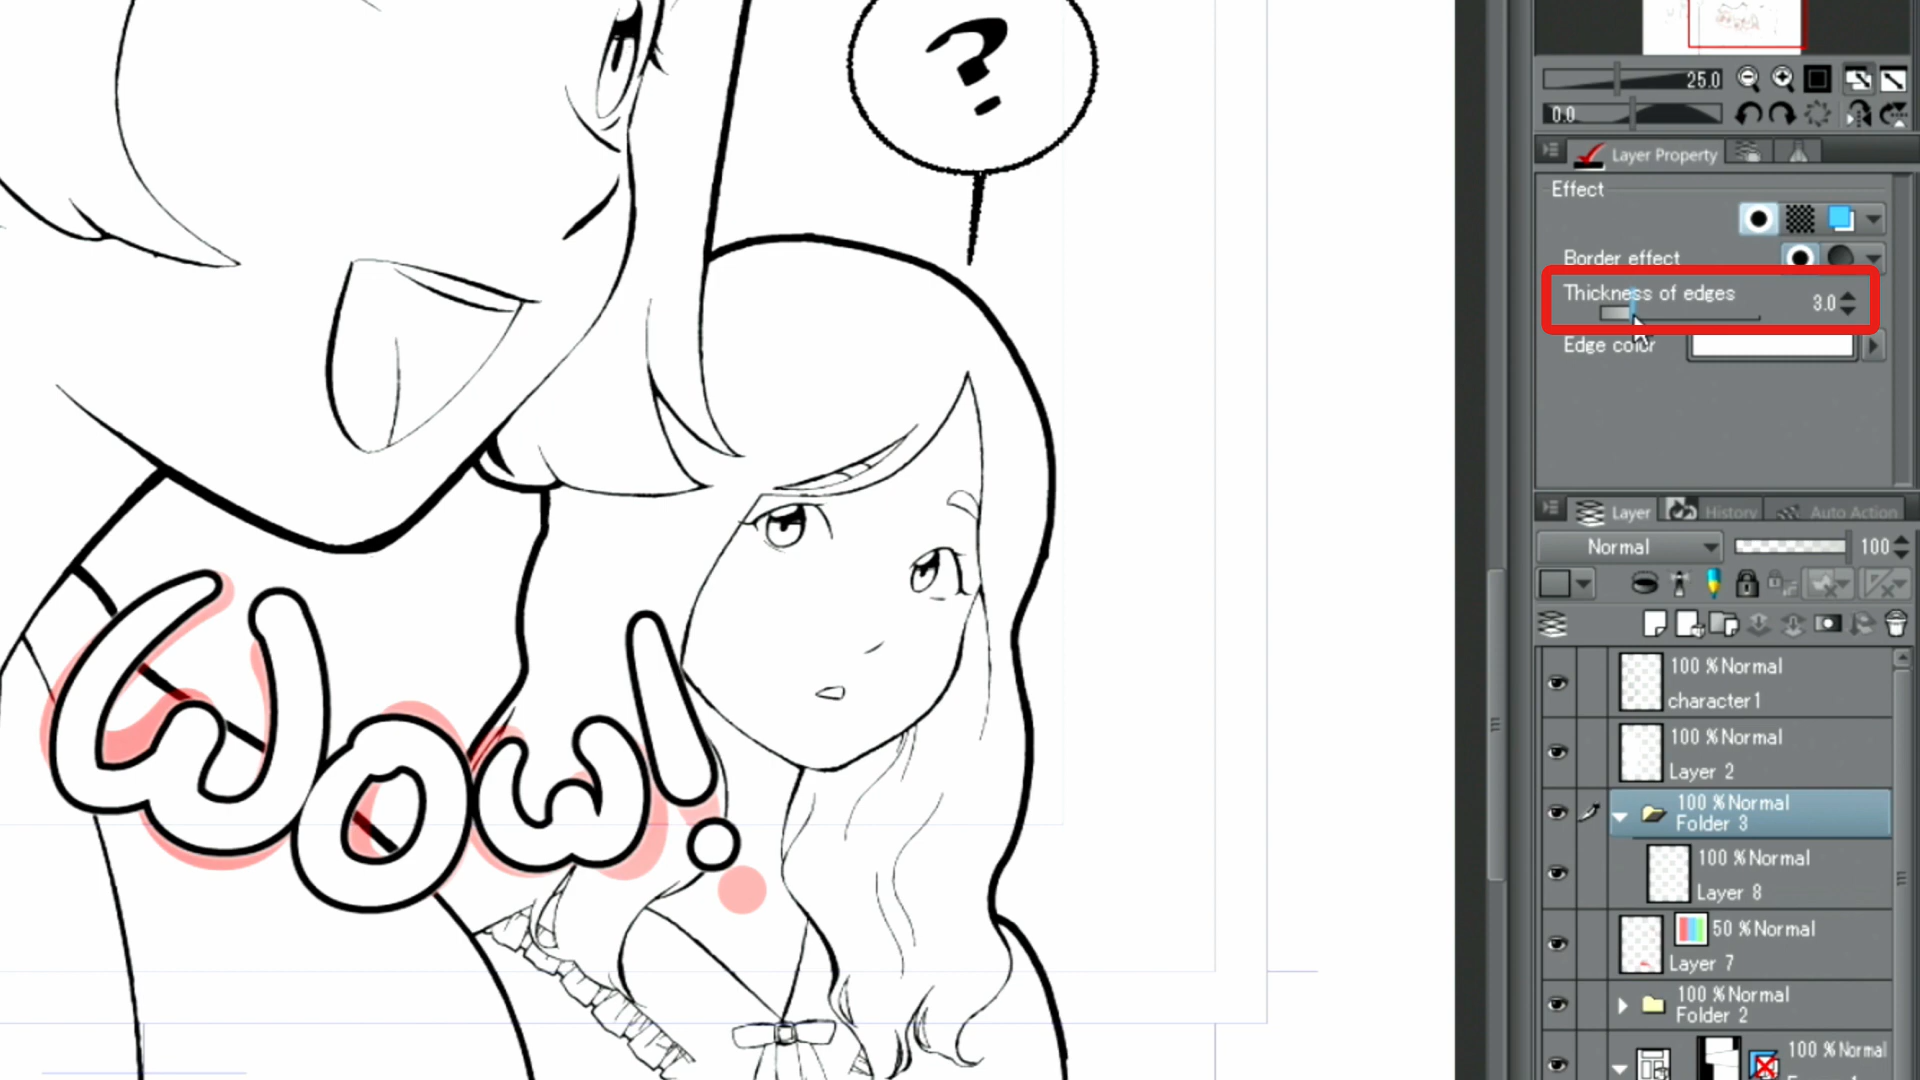 ?
25.0
0.0
Layer Property
Effect
Border effect
Thickness of edges
3.0
Edge color
Wow!
Layer
History
Auto Action
Normal
100
100 %Normal
character1
100 %Normal
Layer 2
100 %Normal
Folder 3
100 %Normal
Layer 8
50 %Normal
Layer 7
100 %Normal
Folder 2
100 %Normal